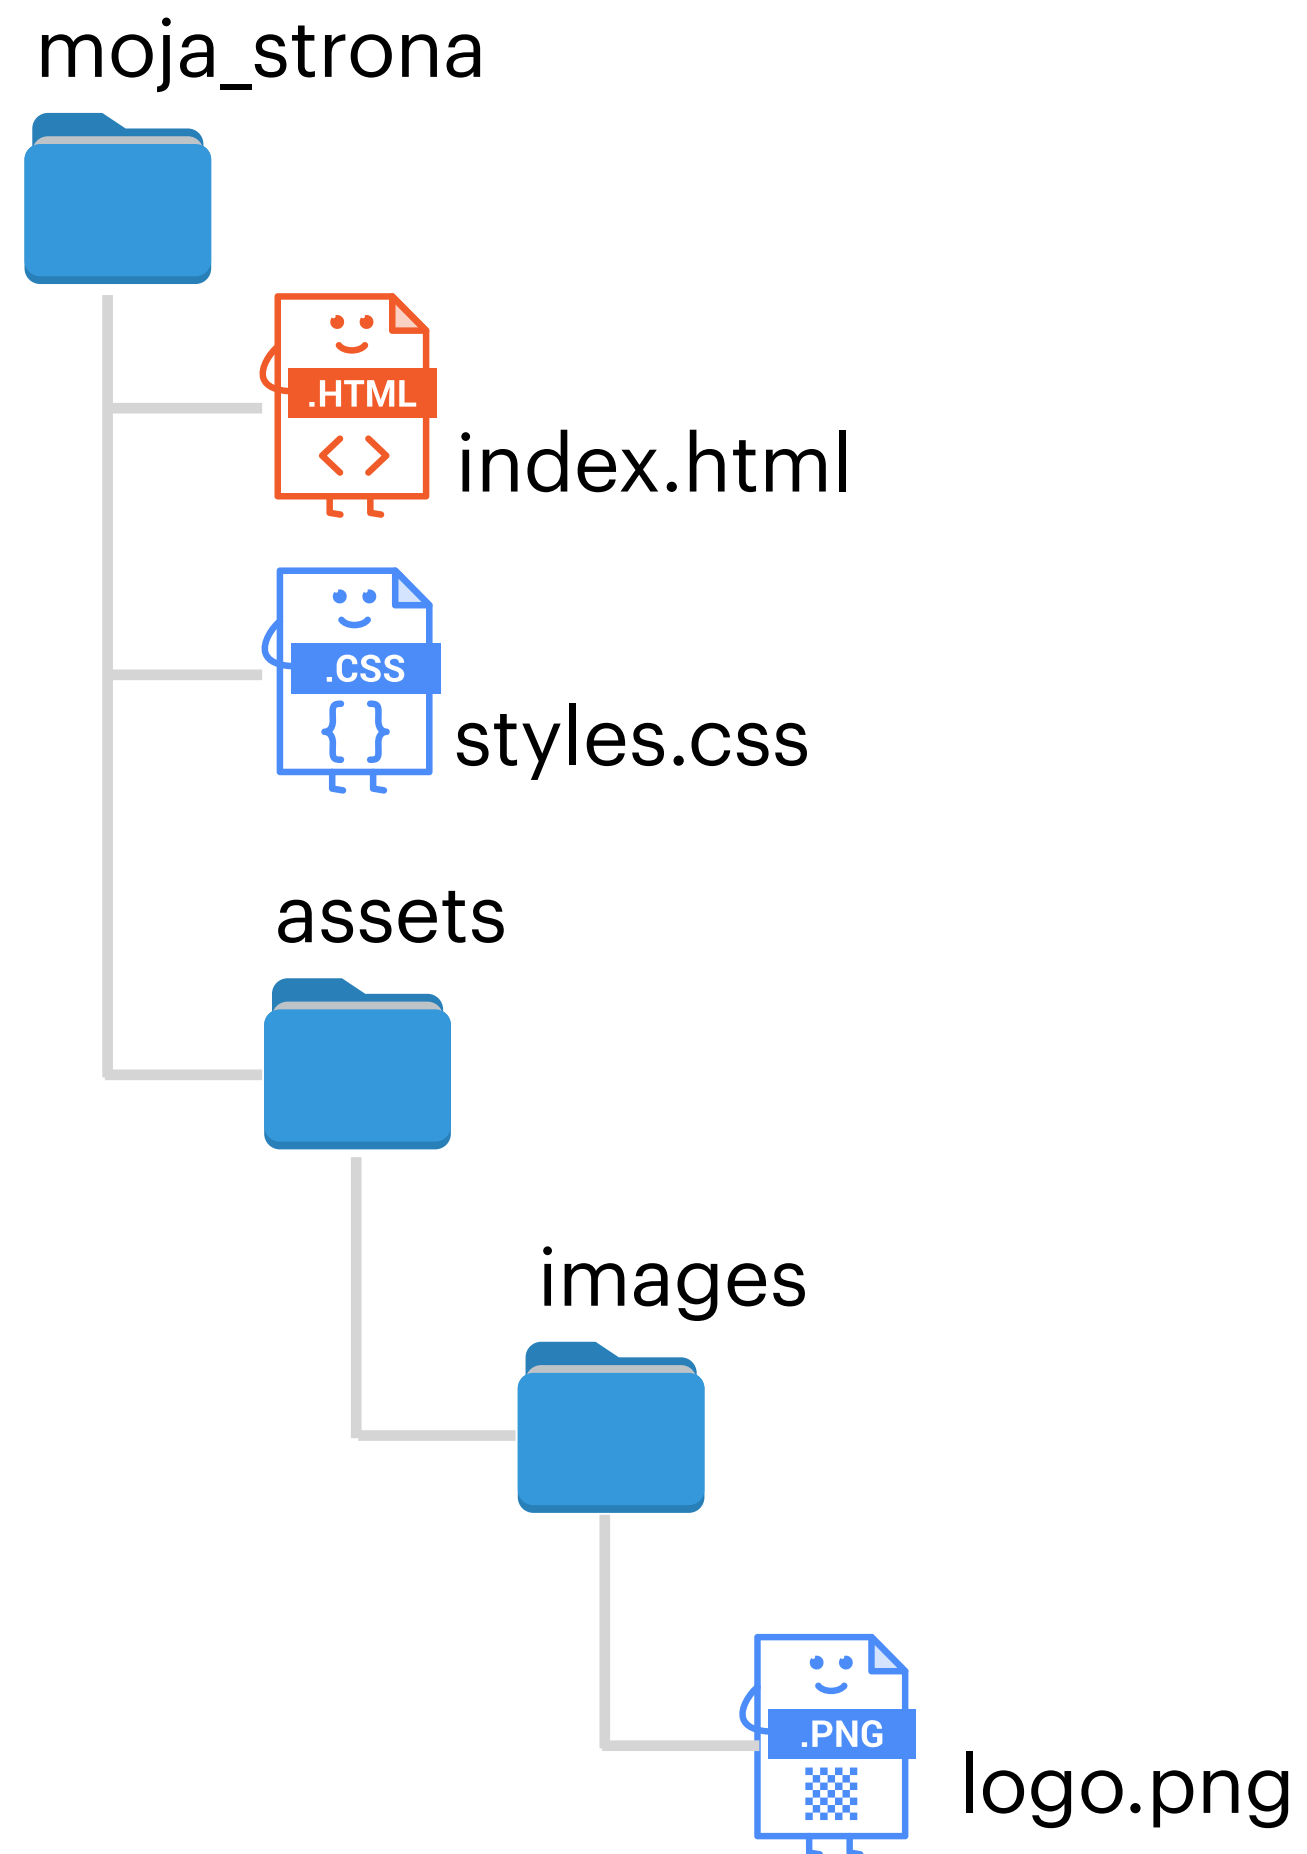 moja_strona
.HTML
< >
index.html
.CSS
{ }
styles.css
assets
images
.PNG
logo.png